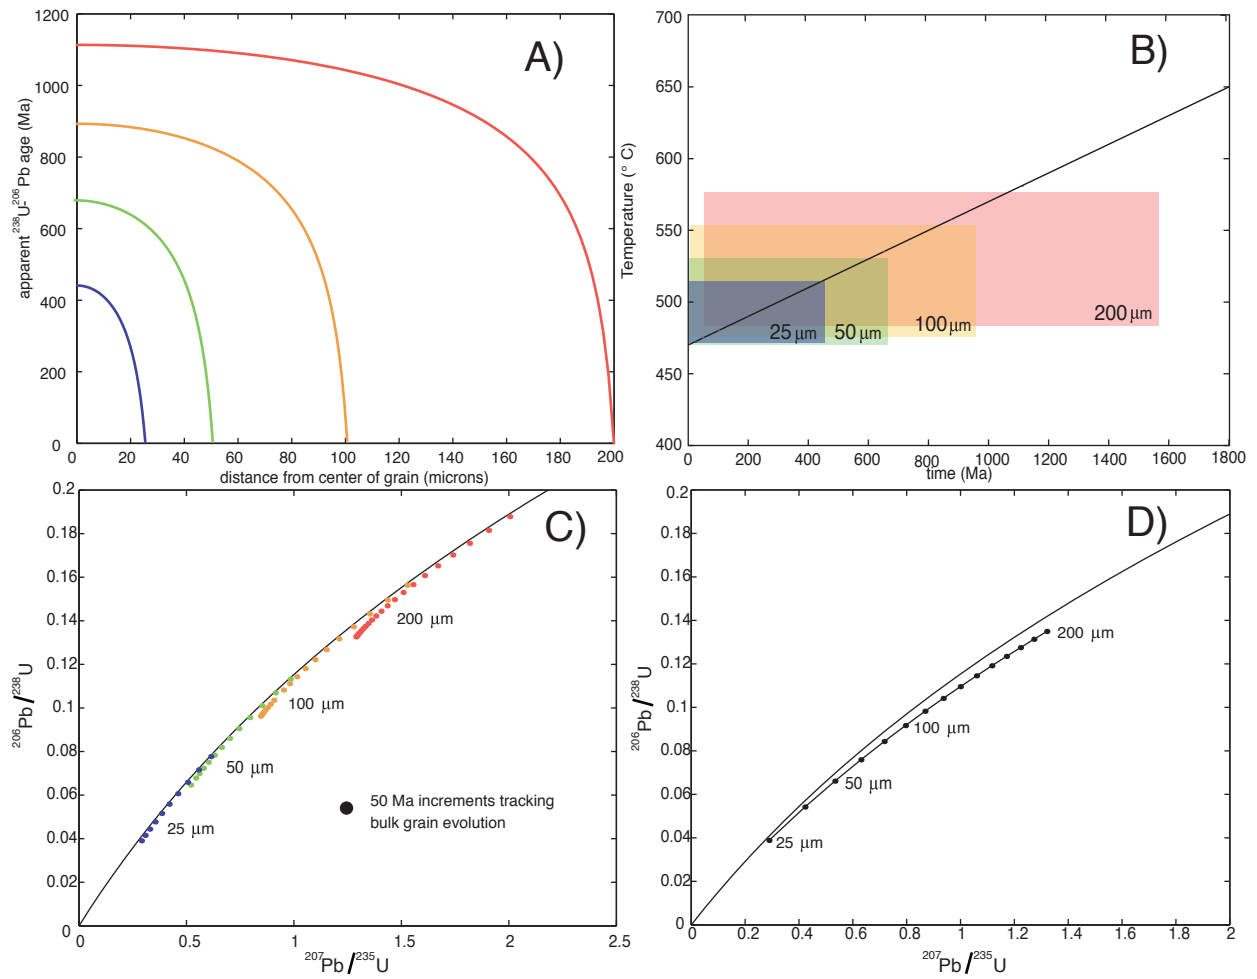 A)
1200
1000
800
600
400
200
0
apparent 238U-206Pb age (Ma)
0 20 40 60 80 100 120 140 160 180 200
distance from center of grain (microns)
B)
700
650
600
550
500
450
400
Temperature (° C)
200 μm
100 μm
50 μm
25 μm
0 200 400 600 800 1000 1200 1400 1600 1800
time (Ma)
C)
0.2
0.18
0.16
0.14
0.12
0.1
0.08
0.06
0.04
0.02
0
206Pb/238U
200 μm
100 μm
50 μm
25 μm
50 Ma increments tracking
bulk grain evolution
0 0.5 1 1.5 2 2.5
207Pb/235U
D)
0.2
0.18
0.16
0.14
0.12
0.1
0.08
0.06
0.04
0.02
0
206Pb/238U
200 μm
100 μm
50 μm
25 μm
0 0.2 0.4 0.6 0.8 1 1.2 1.4 1.6 1.8 2
207Pb/235U